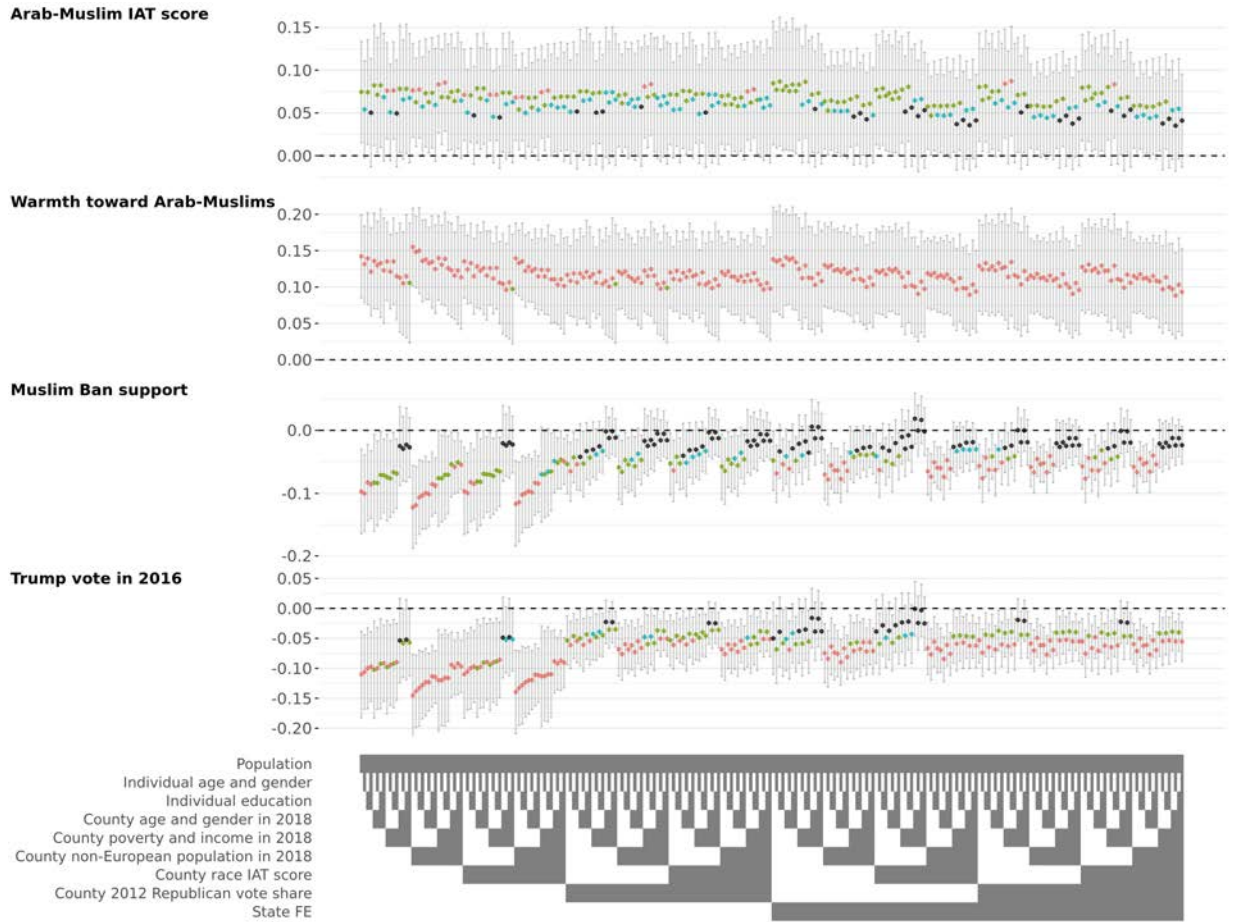 Arab-Muslim IAT score
0.15
0.10
0.05
0.00
Warmth toward Arab-Muslims
0.20
0.15
0.10
0.05
0.00
Muslim Ban support
0.0
-0.1
-0.2
Trump vote in 2016
0.05
0.00
-0.05
-0.10
-0.15
-0.20
Population
Individual age and gender
Individual education
County age and gender in 2018
County poverty and income in 2018
County non-European population in 2018
County race IAT score
County 2012 Republican vote share
State FE